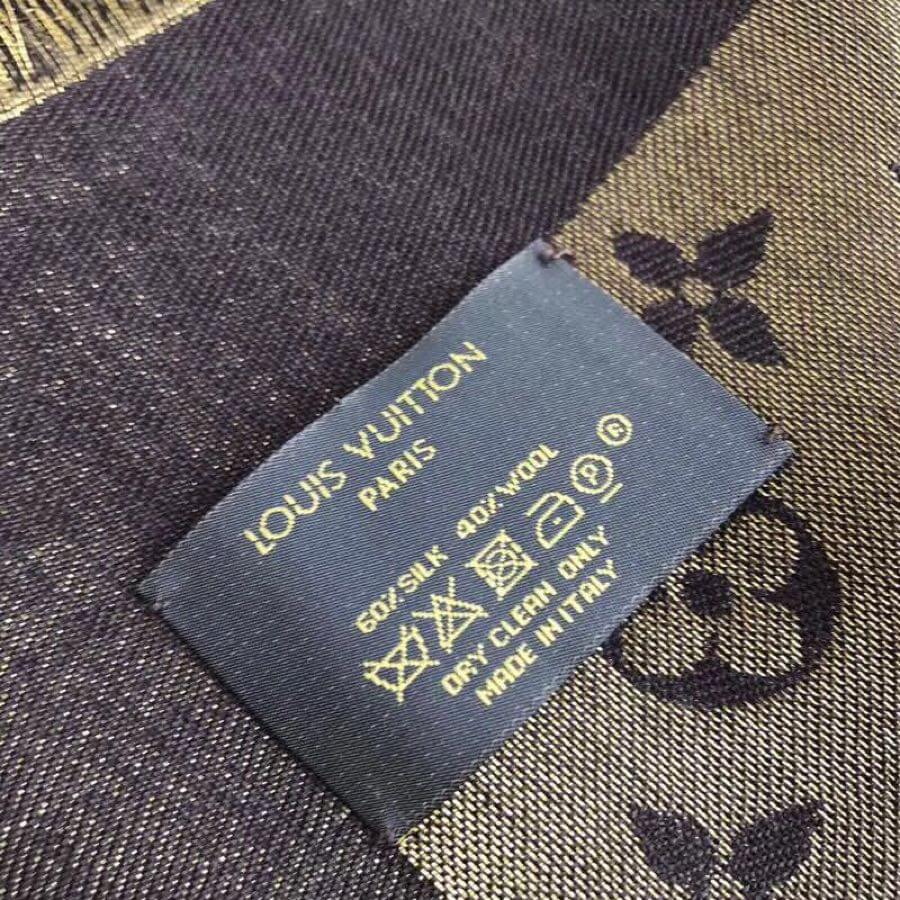 LOUIS VUITTON
PARIS
60% SILK 40% WOOL
P ®
DRY CLEAN ONLY
MADE IN ITALY